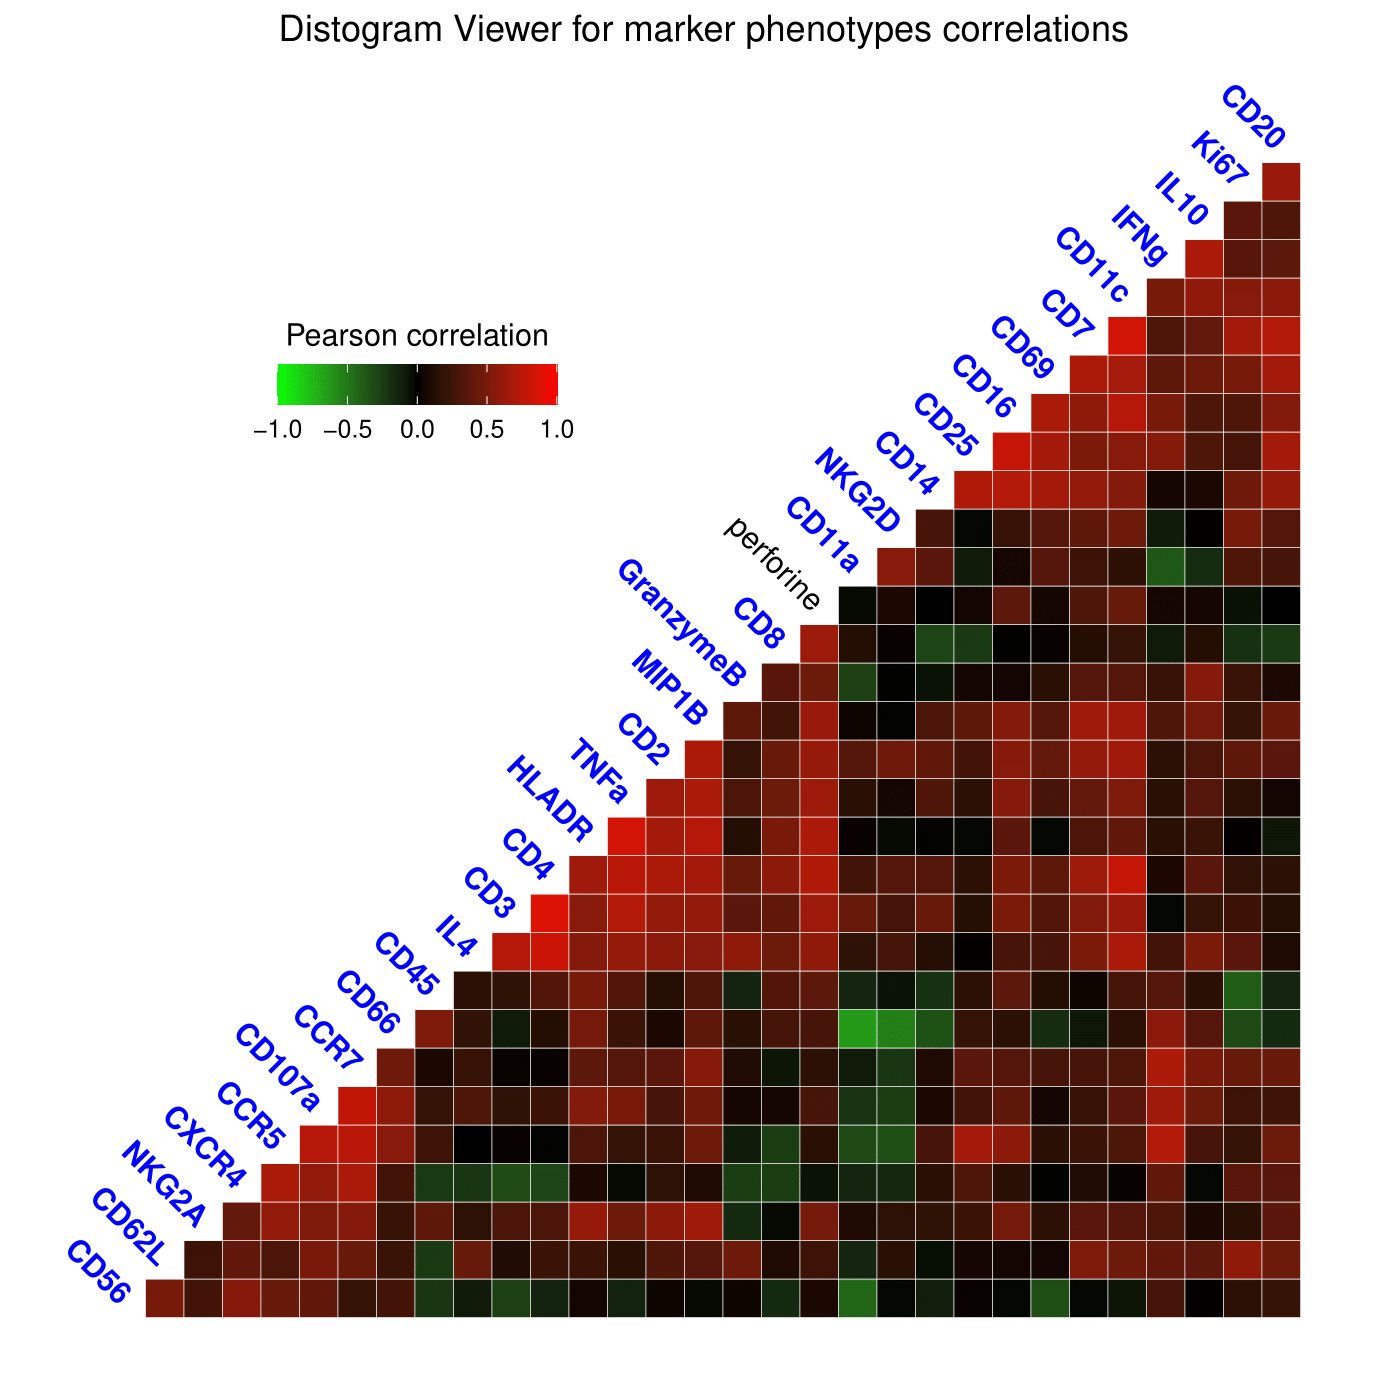 Distogram Viewer for marker phenotypes correlations
CD20
Ki67
IL10
IFNg
CD11c
CD7
Pearson correlation
CD69
CD16
−1.0 −0.5 0.0 0.5 1.0
CD25
CD14
NKG2D
CD11a
perforine
CD8
GranzymeB
MIP1B
CD2
TNFa
HLADR
CD4
CD3
IL4
CD45
CD66
CCR7
CD107a
CCR5
CXCR4
NKG2A
CD62L
CD56